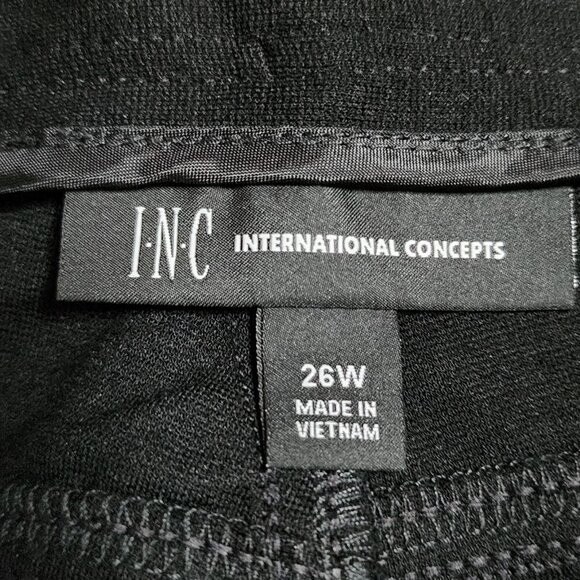 I·N·C INTERNATIONAL CONCEPTS
26W
MADE IN
VIETNAM